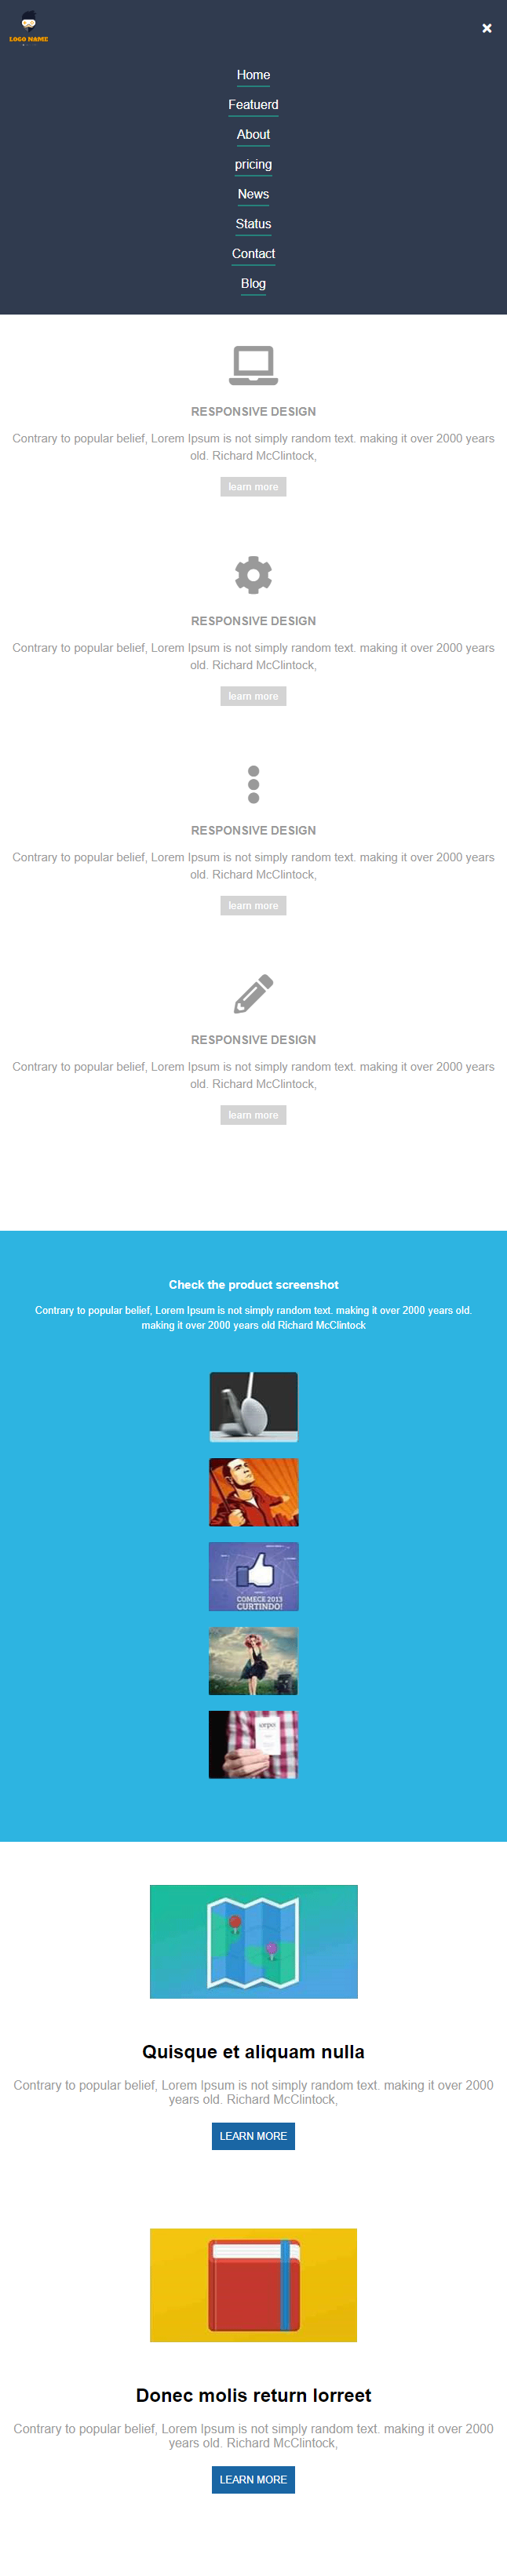 LOGO NAME
Home
Featuerd
About
pricing
News
Status
Contact
Blog
RESPONSIVE DESIGN
Contrary to popular belief, Lorem Ipsum is not simply random text. making it over 2000 years
old. Richard McClintock,
learn more
RESPONSIVE DESIGN
Contrary to popular belief, Lorem Ipsum is not simply random text. making it over 2000 years
old. Richard McClintock,
learn more
RESPONSIVE DESIGN
Contrary to popular belief, Lorem Ipsum is not simply random text. making it over 2000 years
old. Richard McClintock,
learn more
RESPONSIVE DESIGN
Contrary to popular belief, Lorem Ipsum is not simply random text. making it over 2000 years
old. Richard McClintock,
learn more
Check the product screenshot
Contrary to popular belief, Lorem Ipsum is not simply random text. making it over 2000 years old.
making it over 2000 years old Richard McClintock
COMECE 2013
CURTINDO!
Quisque et aliquam nulla
Contrary to popular belief, Lorem Ipsum is not simply random text. making it over 2000
years old. Richard McClintock,
LEARN MORE
Donec molis return lorreet
Contrary to popular belief, Lorem Ipsum is not simply random text. making it over 2000
years old. Richard McClintock,
LEARN MORE